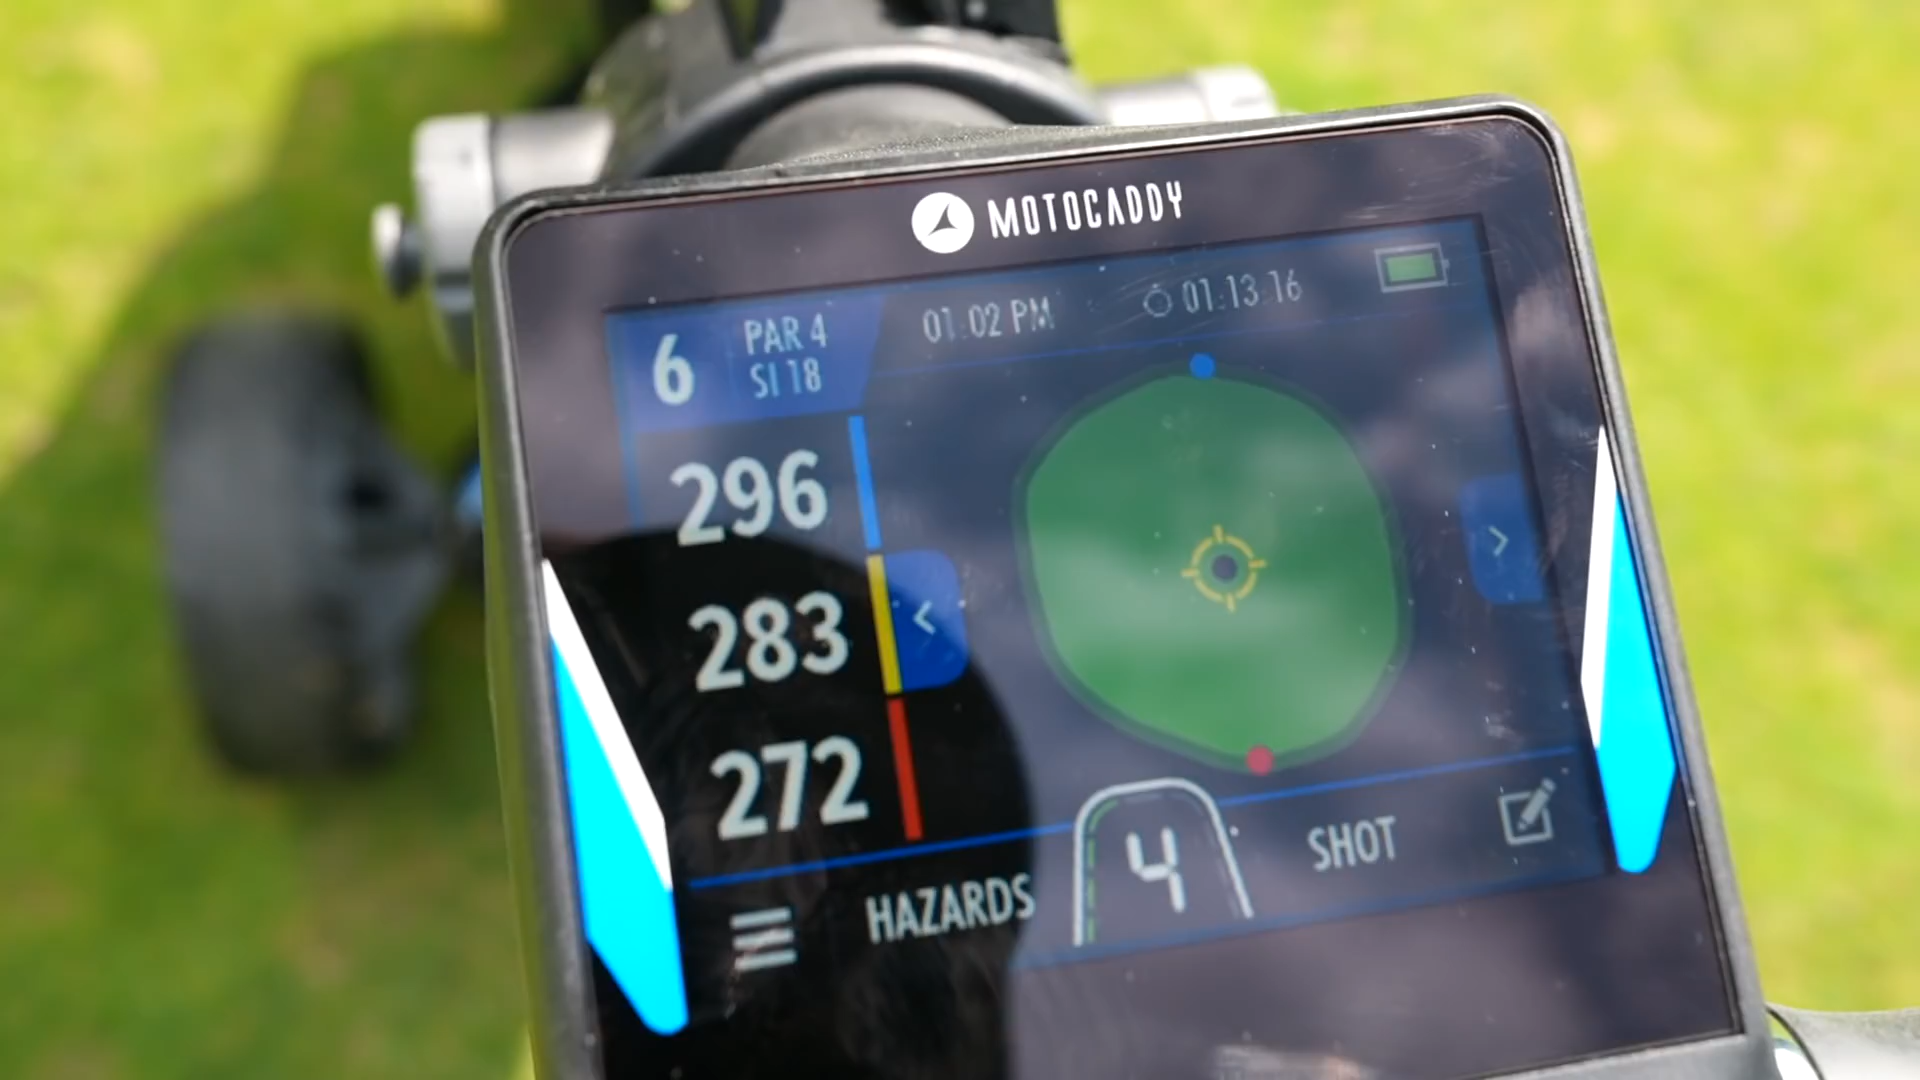 MOTOCADDY
6
PAR 4
SI 18
01:02 PM
01:13:16
296
283
272
HAZARDS
4
SHOT